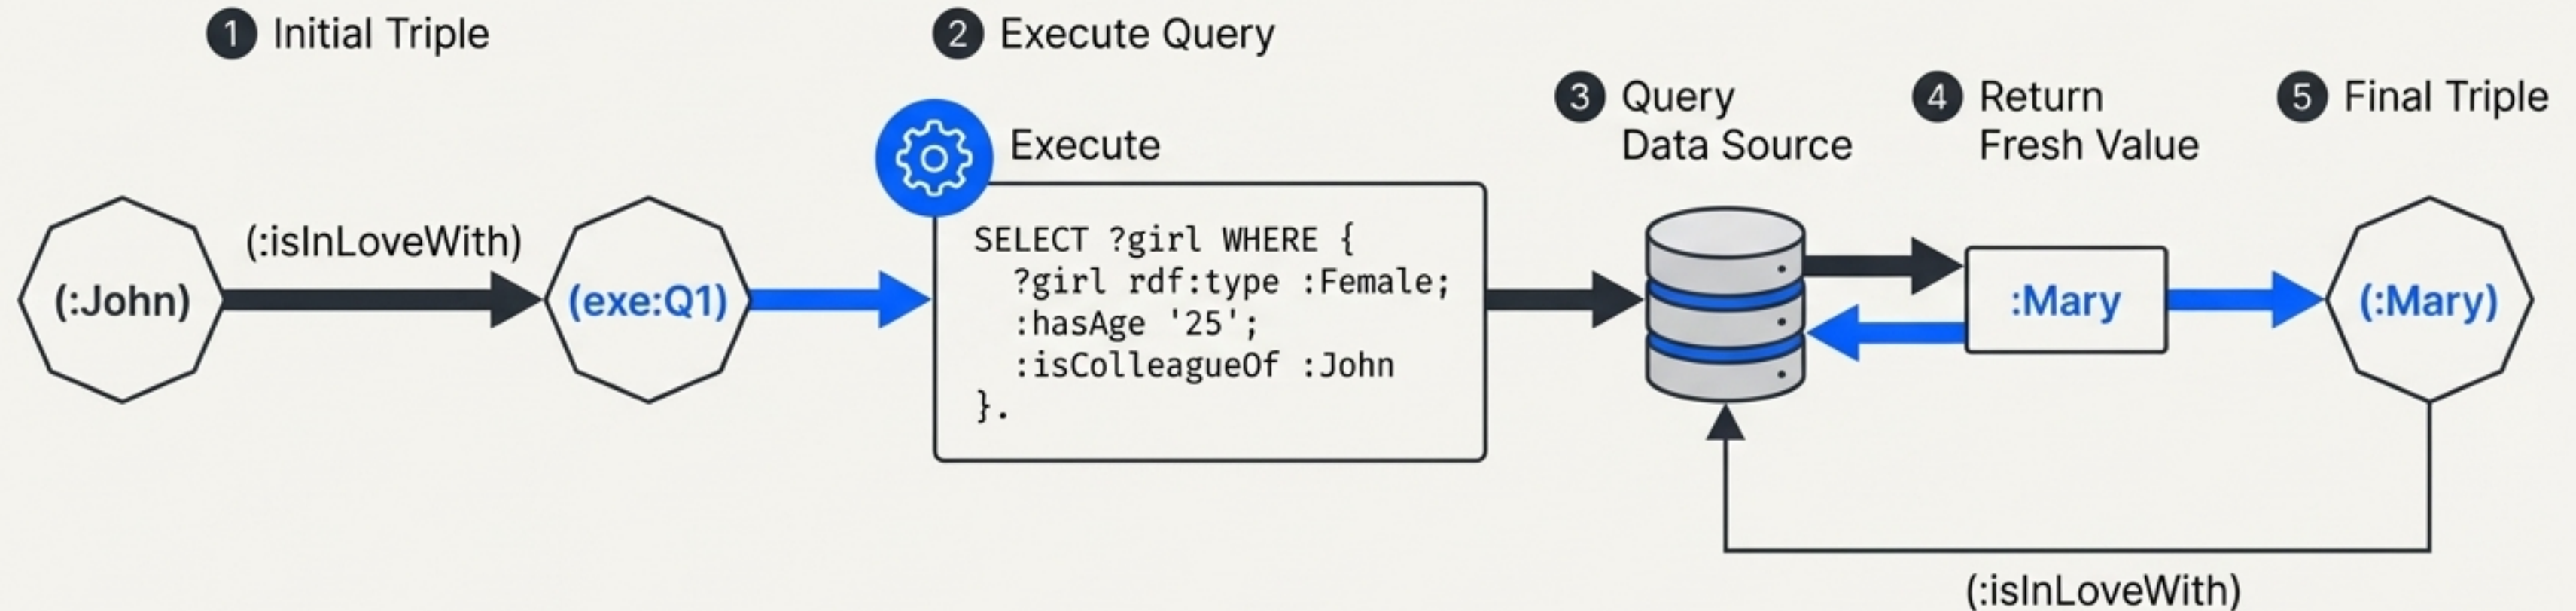 1 Initial Triple
2 Execute Query
3 Query
Data Source
4 Return
Fresh Value
5 Final Triple
Execute
(:John)
(:isInLoveWith)
(exe:Q1)
SELECT ?girl WHERE {
?girl rdf:type :Female;
:hasAge '25';
:isColleagueOf :John
}.
:Mary
(:Mary)
(:isInLoveWith)